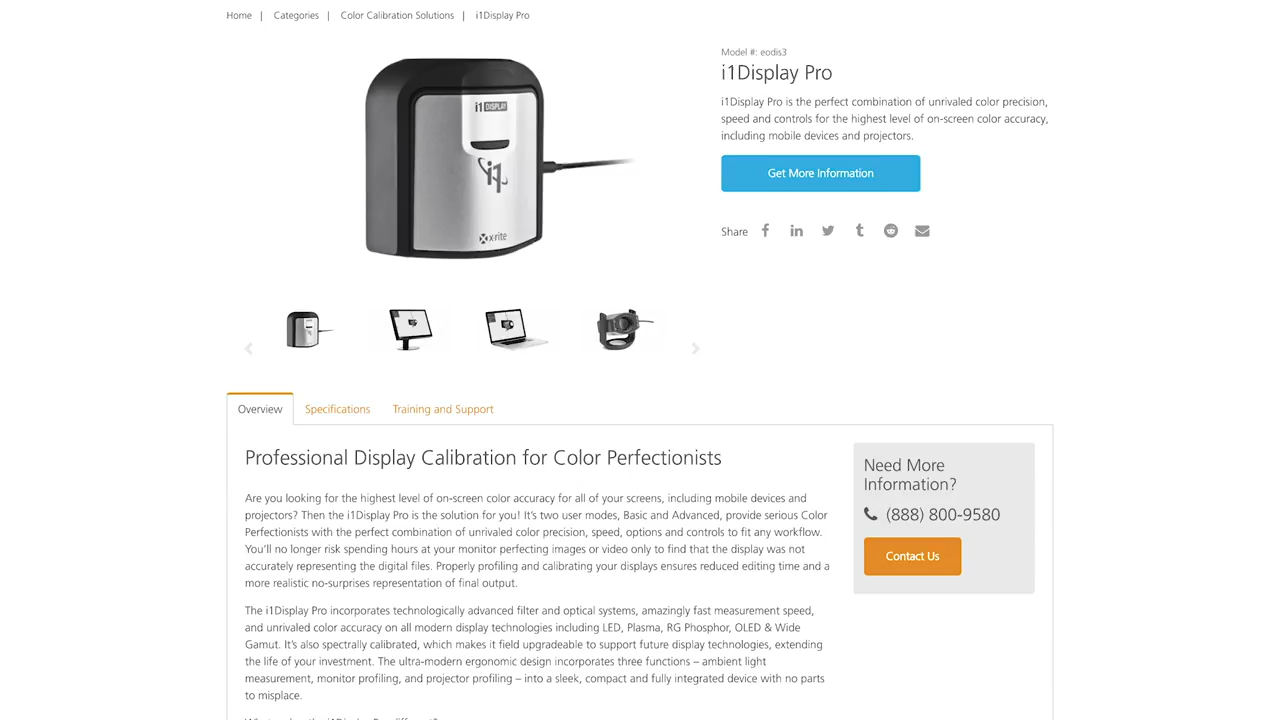 Home | Categories | Color Calibration Solutions | i1Display Pro
Model #: eodis3
i1Display Pro
i1Display Pro is the perfect combination of unrivaled color precision,
speed and controls for the highest level of on-screen color accuracy,
including mobile devices and projectors.
Get More Information
Share
i1 DISPLAY
i1
x-rite
Overview
Specifications
Training and Support
Professional Display Calibration for Color Perfectionists
Are you looking for the highest level of on-screen color accuracy for all of your screens, including mobile devices and
projectors? Then the i1Display Pro is the solution for you! It's two user modes, Basic and Advanced, provide serious Color
Perfectionists with the perfect combination of unrivaled color precision, speed, options and controls to fit any workflow.
You'll no longer risk spending hours at your monitor perfecting images or video only to find that the display was not
accurately representing the digital files. Properly profiling and calibrating your displays ensures reduced editing time and a
more realistic no-surprises representation of final output.
The i1Display Pro incorporates technologically advanced filter and optical systems, amazingly fast measurement speed,
and unrivaled color accuracy on all modern display technologies including LED, Plasma, RG Phosphor, OLED & Wide
Gamut. It's also spectrally calibrated, which makes it field upgradeable to support future display technologies, extending
the life of your investment. The ultra-modern ergonomic design incorporates three functions – ambient light
measurement, monitor profiling, and projector profiling – into a sleek, compact and fully integrated device with no parts
to misplace.
Need More
Information?
(888) 800-9580
Contact Us